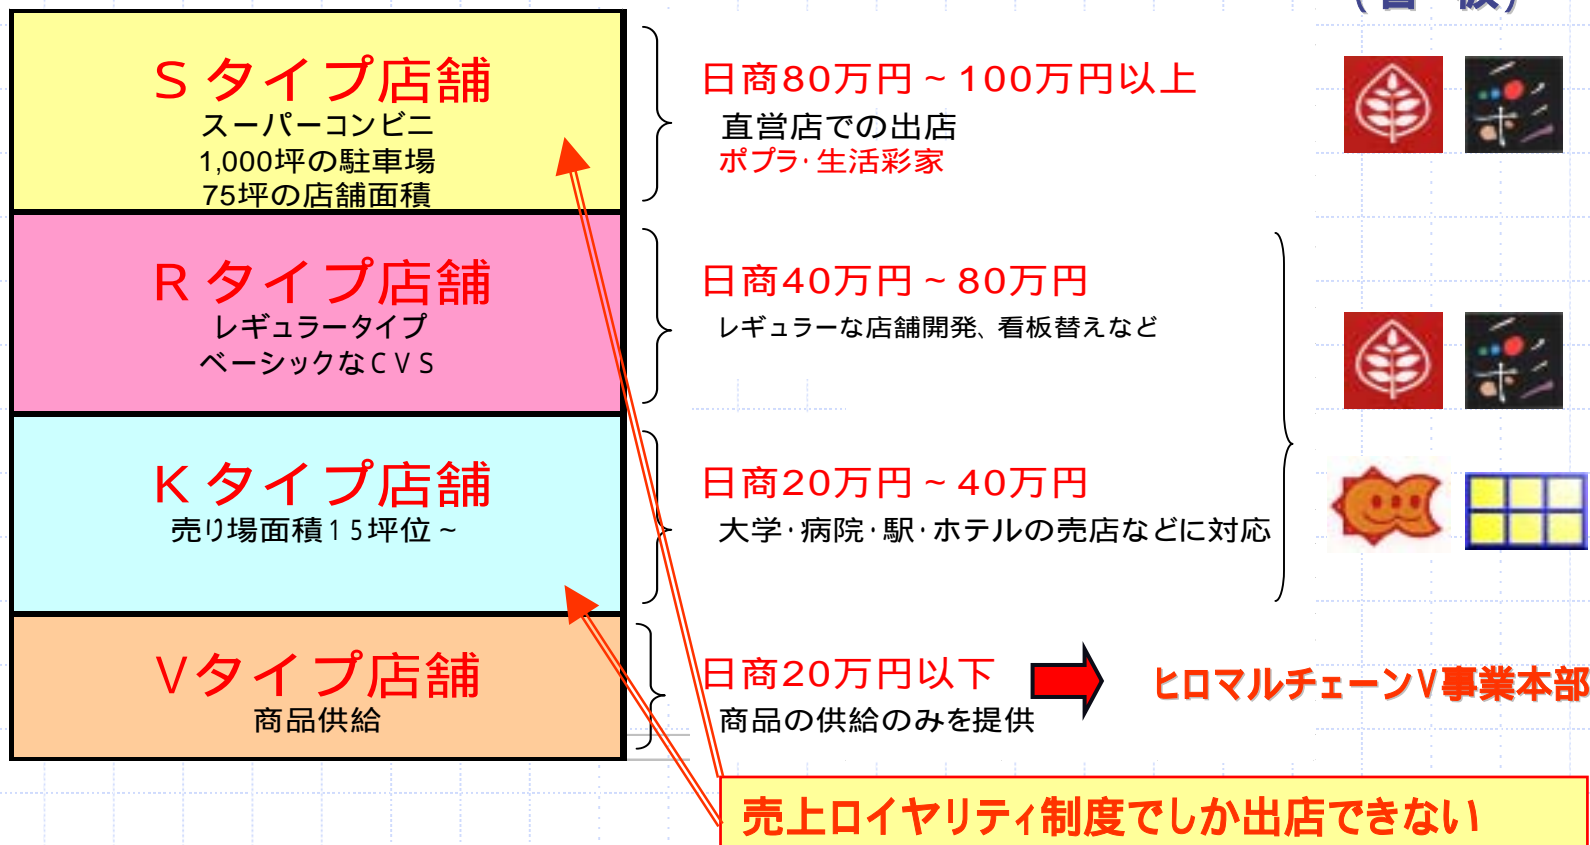 Sタイプ店舗
スーパーコンビニ
1,000坪の駐車場
75坪の店舗面積
日商80万円~100万円以上
直営店での出店
ポプラ・生活彩家
Rタイプ店舗
レギュラータイプ
ベーシックなCVS
日商40万円~80万円
レギュラーな店舗開発、看板替えなど
Kタイプ店舗
売り場面積15坪位~
日商20万円~40万円
大学・病院・駅・ホテルの売店などに対応
Vタイプ店舗
商品供給
日商20万円以下
商品の供給のみを提供
ヒロマルチェーンV事業本部
売上ロイヤリティ制度でしか出店できない